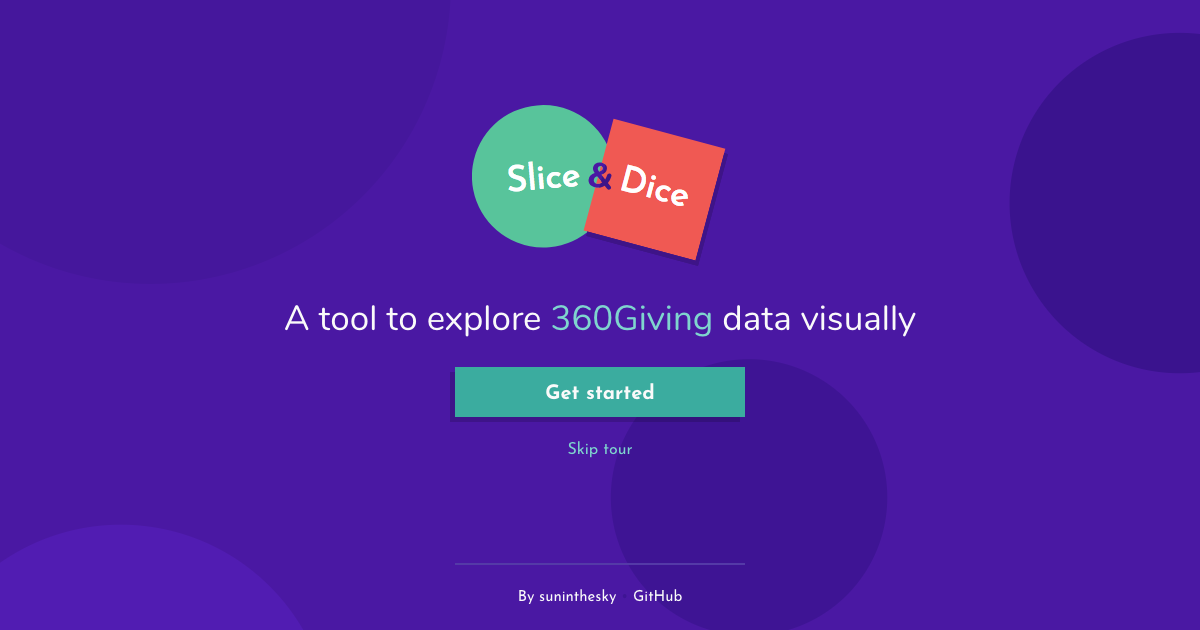 Slice & Dice
A tool to explore 360Giving data visually
Get started
Skip tour
By suninthesky · GitHub